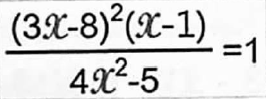 (3x-8)²(x-1)
4x²-5
=1